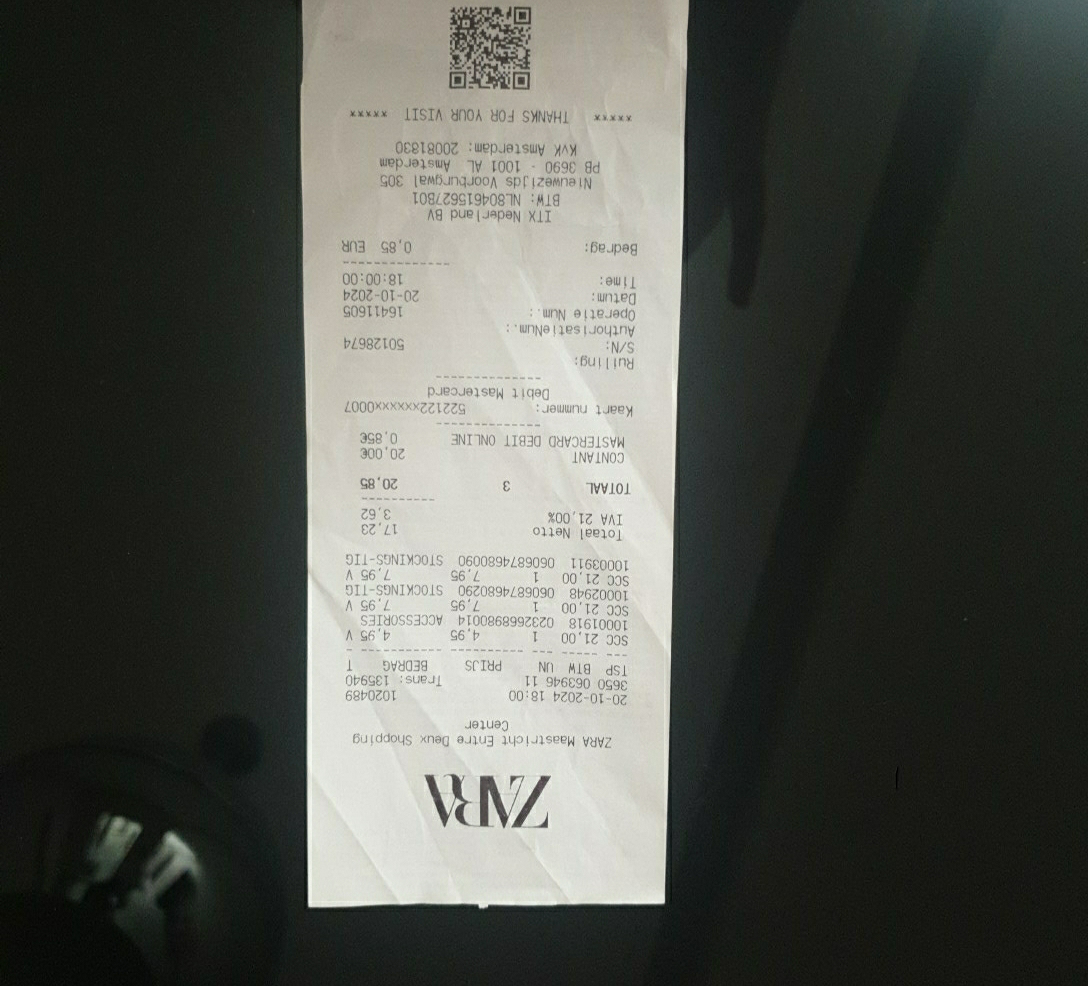 ZARA
ZARA Maastricht Entre Deux Shopping
Center
20-10-2024 18:00 1020489
3650 063946 11 Trans: 135940
TSP BTW UN PRIJS BEDRAG T
--- --- --- --------- --------- -
SCC 21,00 1 4,95 4,95 V
10001918 0232668980014 ACCESSORIES
SCC 21,00 1 7,95 7,95 V
10002948 0606874680290 STOCKINGS-TIG
SCC 21,00 1 7,95 7,95 V
10003911 0606874680090 STOCKINGS-TIG
Totaal Netto 17,23
IVA 21,00% 3,62
----------
TOTAAL 3 20,85
CONTANT 20,00€
MASTERCARD DEBIT ONLINE 0,85€
--------------
Kaart nummer: 522122xxxxxx0007
Debit Mastercard
--------------
Ruiling:
S/N: 50128674
AuthorisatieNum.:
Operatie Num.: 16411605
Datum: 20-10-2024
Time: 18:00:00
--------------
Bedrag: 0,85 EUR
ITX Nederland BV
BTW: NL804615627B01
Nieuwezijds Voorburgwal 305
PB 3690 - 1001 AL Amsterdam
KvK Amsterdam: 20081830
***** THANKS FOR YOUR VISIT *****